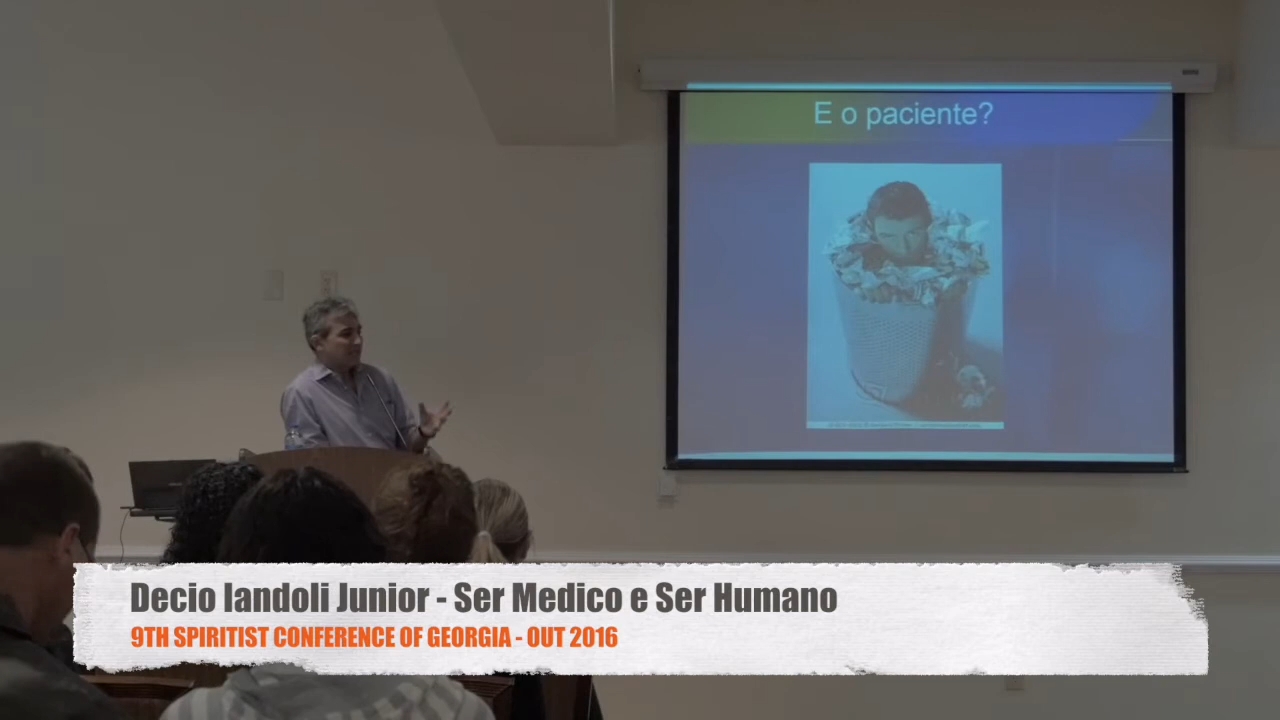 E o paciente?
Decio Iandoli Junior - Ser Medico e Ser Humano
9TH SPIRITIST CONFERENCE OF GEORGIA - OUT 2016